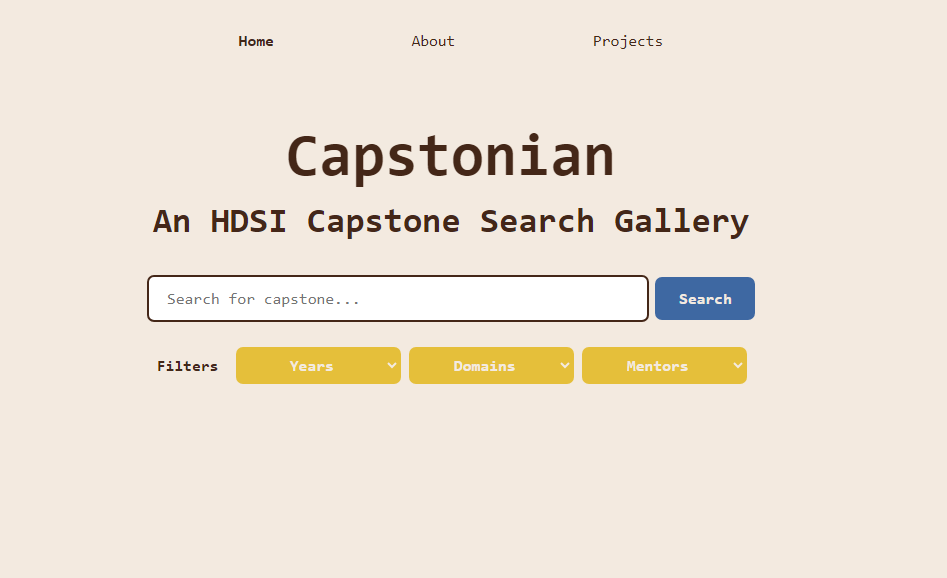 Home About Projects
Capstonian
An HDSI Capstone Search Gallery
Search for capstone... Search
Filters Years Domains Mentors